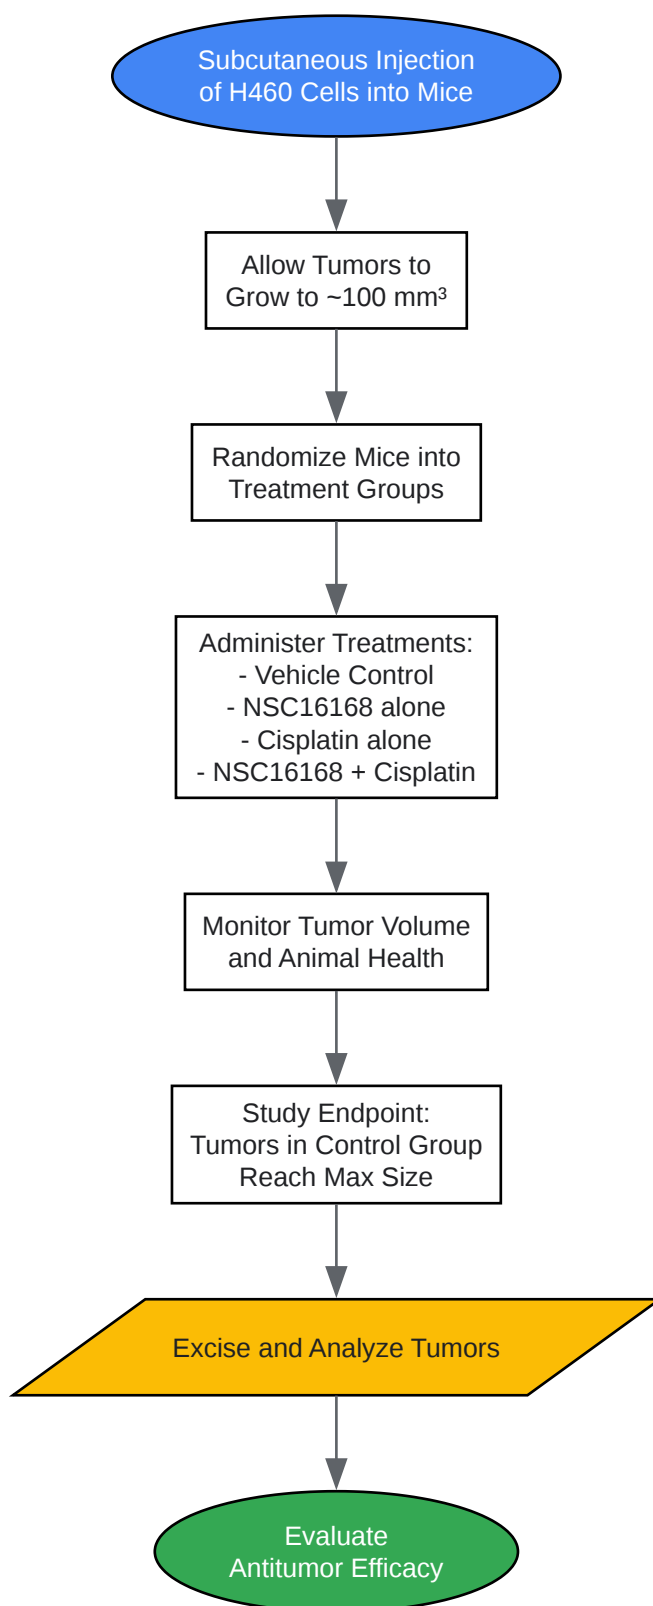 Subcutaneous Injection
of H460 Cells into Mice
Allow Tumors to
Grow to ~100 mm³
Randomize Mice into
Treatment Groups
Administer Treatments:
- Vehicle Control
- NSC16168 alone
- Cisplatin alone
- NSC16168 + Cisplatin
Monitor Tumor Volume
and Animal Health
Study Endpoint:
Tumors in Control Group
Reach Max Size
Excise and Analyze Tumors
Evaluate
Antitumor Efficacy